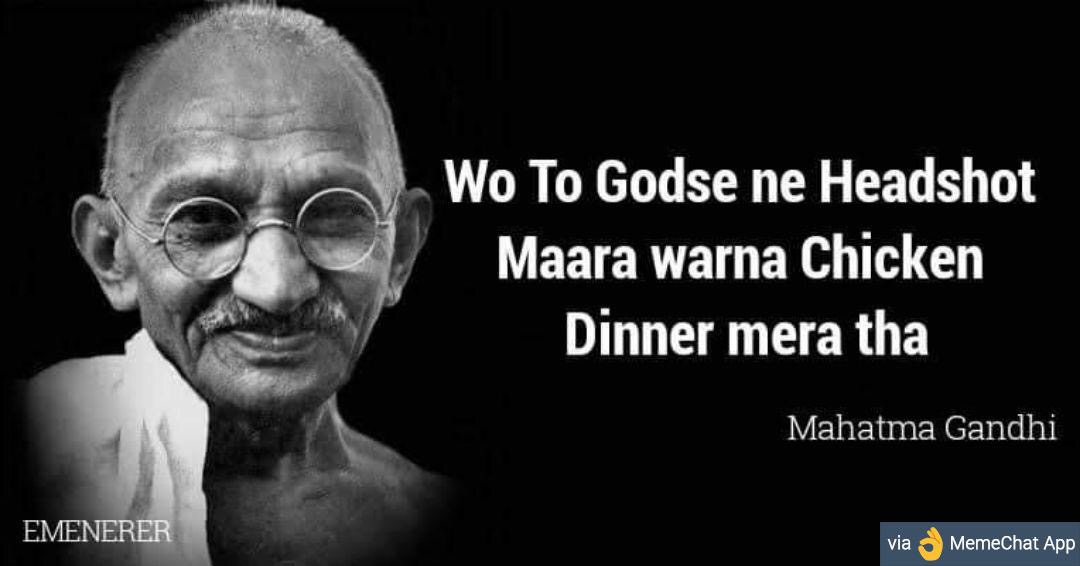 Wo To Godse ne Headshot
Maara warna Chicken
Dinner mera tha
Mahatma Gandhi
EMENERER
via 👌 MemeChat App